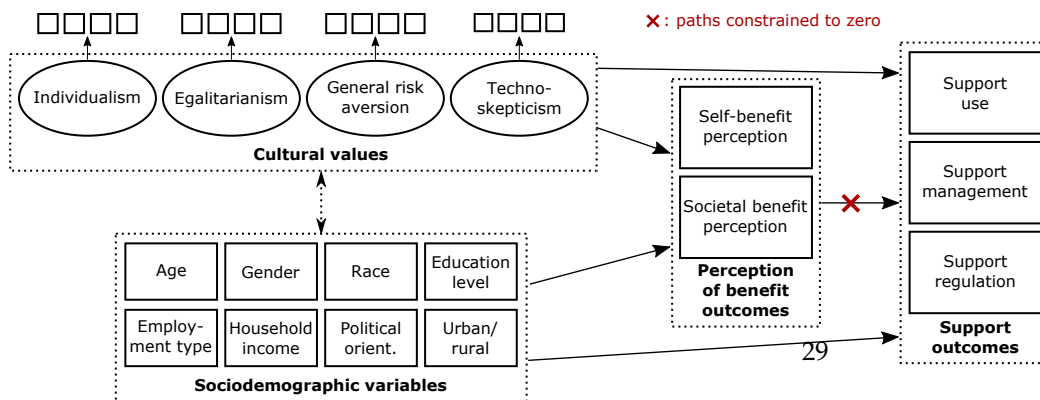 ✕: paths constrained to zero
Individualism
Egalitarianism
General risk
aversion
Techno-
skepticism
Cultural values
Self-benefit
perception
Societal benefit
perception
Perception
of benefit
outcomes
Support
use
Support
management
Support
regulation
Support
outcomes
Age
Gender
Race
Education
level
Employ-
ment type
Household
income
Political
orient.
Urban/
rural
Sociodemographic variables
29